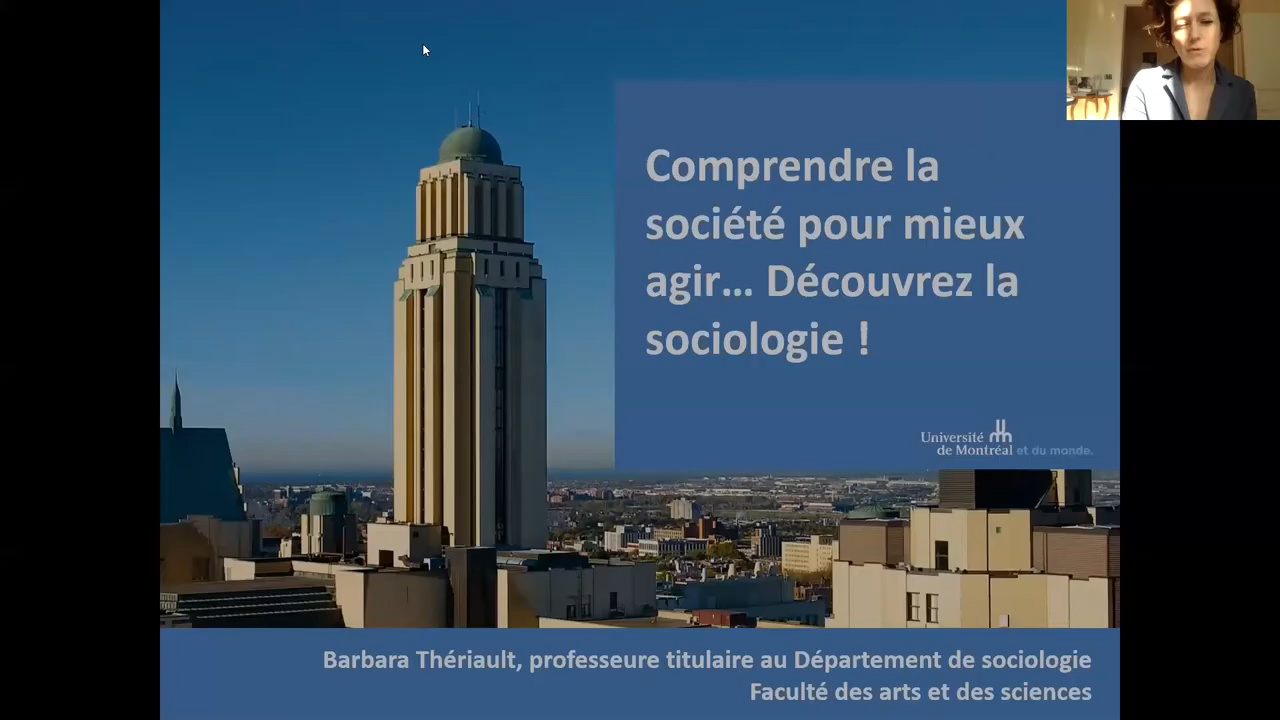 Comprendre la
société pour mieux
agir... Découvrez la
sociologie !
Université
de Montréal et du monde.
Barbara Thériault, professeure titulaire au Département de sociologie
Faculté des arts et des sciences